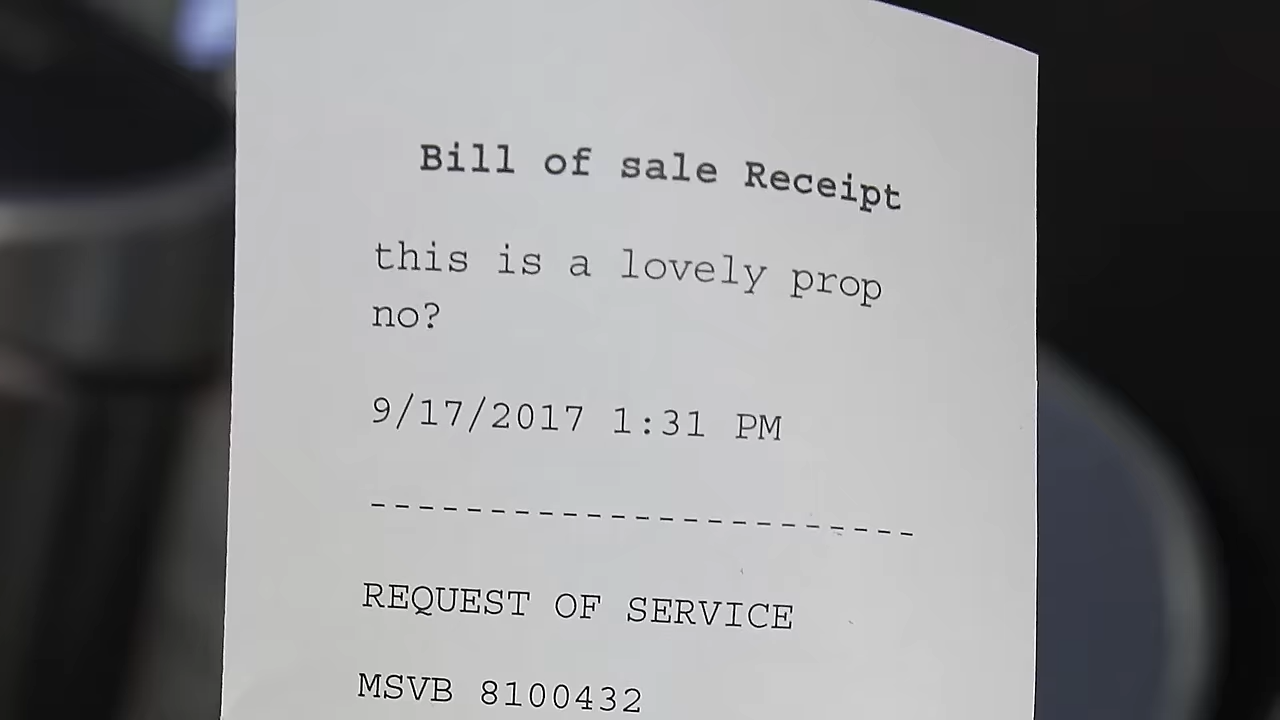 Bill of sale Receipt
this is a lovely prop
no?
9/17/2017 1:31 PM
-----------------------
REQUEST OF SERVICE
MSVB 8100432